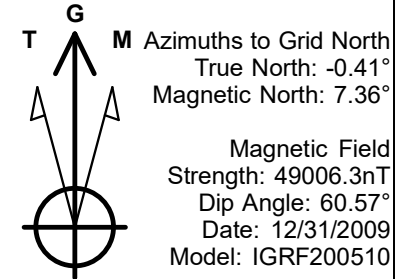 G
T M Azimuths to Grid North
True North: -0.41°
Magnetic North: 7.36°
Magnetic Field
Strength: 49006.3nT
Dip Angle: 60.57°
Date: 12/31/2009
Model: IGRF200510